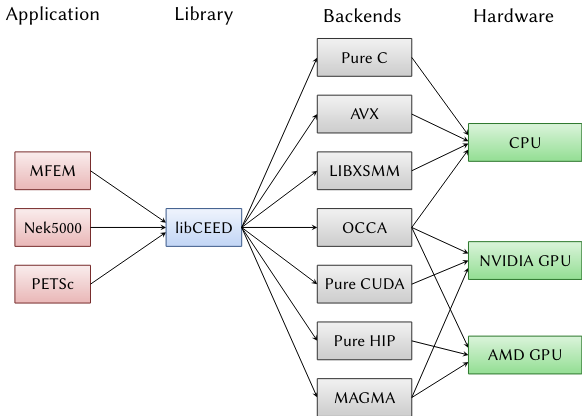 Application
Library
Backends
Hardware
MFEM
Nek5000
PETSc
libCEED
Pure C
AVX
LIBXSMM
OCCA
Pure CUDA
Pure HIP
MAGMA
CPU
NVIDIA GPU
AMD GPU